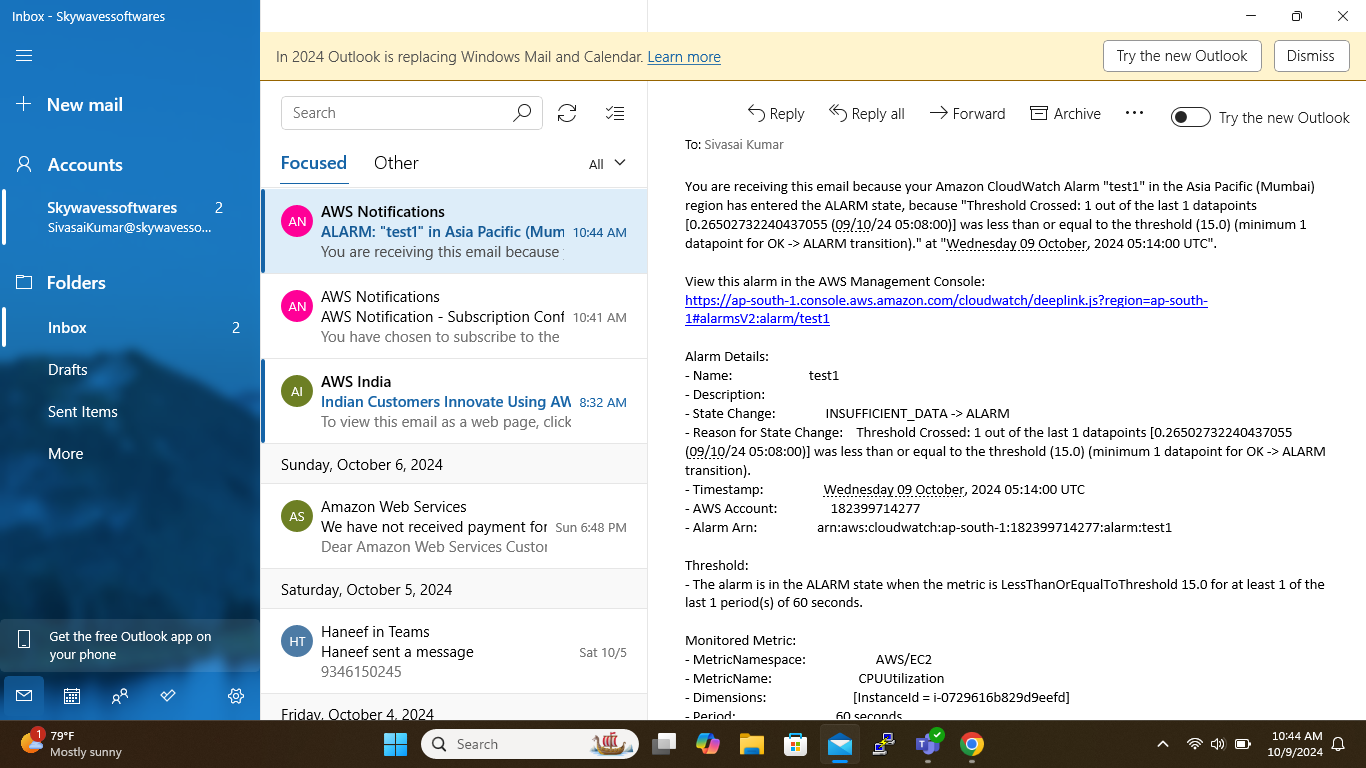 Inbox - Skywavessoftwares
In 2024 Outlook is replacing Windows Mail and Calendar. Learn more
Try the new Outlook
Dismiss
New mail
Accounts
Skywavessoftwares 2
SivasaiKumar@skywavesso...
Folders
Inbox 2
Drafts
Sent Items
More
Get the free Outlook app on
your phone
Search
Focused Other All
AN
AWS Notifications
ALARM: "test1" in Asia Pacific (Mum 10:44 AM
You are receiving this email because
AN
AWS Notifications
AWS Notification - Subscription Conf 10:41 AM
You have chosen to subscribe to the
AI
AWS India
Indian Customers Innovate Using AW 8:32 AM
To view this email as a web page, click
Sunday, October 6, 2024
AS
Amazon Web Services
We have not received payment for Sun 6:48 PM
Dear Amazon Web Services Custor
Saturday, October 5, 2024
HT
Haneef in Teams
Haneef sent a message Sat 10/5
9346150245
Friday, October 4, 2024
Reply Reply all Forward Archive ... Try the new Outlook
To: Sivasai Kumar
You are receiving this email because your Amazon CloudWatch Alarm "test1" in the Asia Pacific (Mumbai)
region has entered the ALARM state, because "Threshold Crossed: 1 out of the last 1 datapoints
[0.26502732240437055 (09/10/24 05:08:00)] was less than or equal to the threshold (15.0) (minimum 1
datapoint for OK -> ALARM transition)." at "Wednesday 09 October, 2024 05:14:00 UTC".
View this alarm in the AWS Management Console:
https://ap-south-1.console.aws.amazon.com/cloudwatch/deeplink.js?region=ap-south-
1#alarmsV2:alarm/test1
Alarm Details:
- Name: test1
- Description:
- State Change: INSUFFICIENT_DATA -> ALARM
- Reason for State Change: Threshold Crossed: 1 out of the last 1 datapoints [0.26502732240437055
(09/10/24 05:08:00)] was less than or equal to the threshold (15.0) (minimum 1 datapoint for OK -> ALARM
transition).
- Timestamp: Wednesday 09 October, 2024 05:14:00 UTC
- AWS Account: 182399714277
- Alarm Arn: arn:aws:cloudwatch:ap-south-1:182399714277:alarm:test1
Threshold:
- The alarm is in the ALARM state when the metric is LessThanOrEqualToThreshold 15.0 for at least 1 of the
last 1 period(s) of 60 seconds.
Monitored Metric:
- MetricNamespace: AWS/EC2
- MetricName: CPUUtilization
- Dimensions: [InstanceId = i-0729616b829d9eefd]
- Period: 60 seconds
1
79°F
Mostly sunny
Search
10:44 AM
10/9/2024